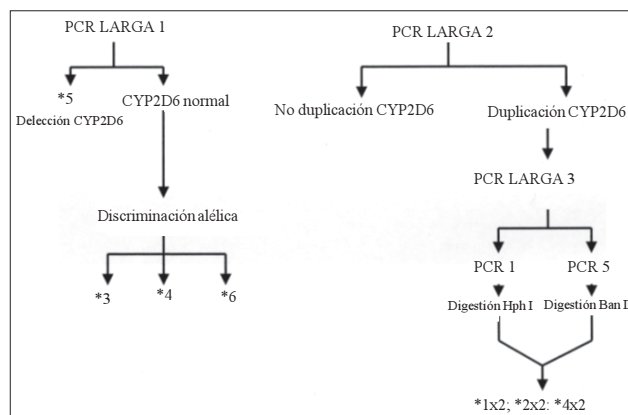 PCR LARGA 1
*5
Delección CYP2D6
CYP2D6 normal
Discriminación alélica
*3
*4
*6
PCR LARGA 2
No duplicación CYP2D6
Duplicación CYP2D6
PCR LARGA 3
PCR 1
PCR 5
Digestión Hph I
Digestión Ban I
*1x2; *2x2: *4x2